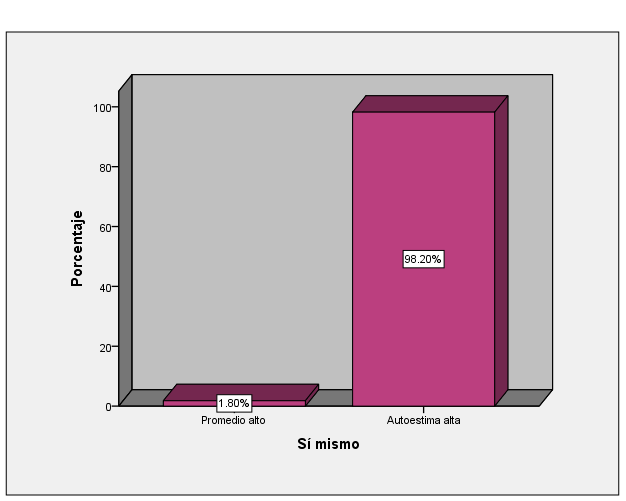 Porcentaje
100
80
60
40
20
0
98.20%
1.80%
Promedio alto
Autoestima alta
Sí mismo